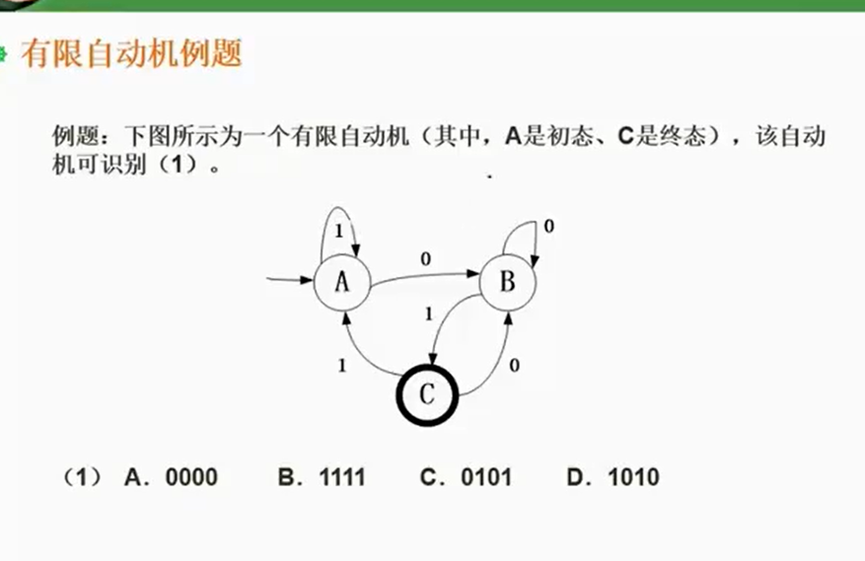 有限自动机例题
例题：下图所示为一个有限自动机（其中，A是初态、C是终态），该自动
机可识别（1）。
1
0
0
A
B
1
1
0
C
（1） A．0000 B．1111 C．0101 D．1010